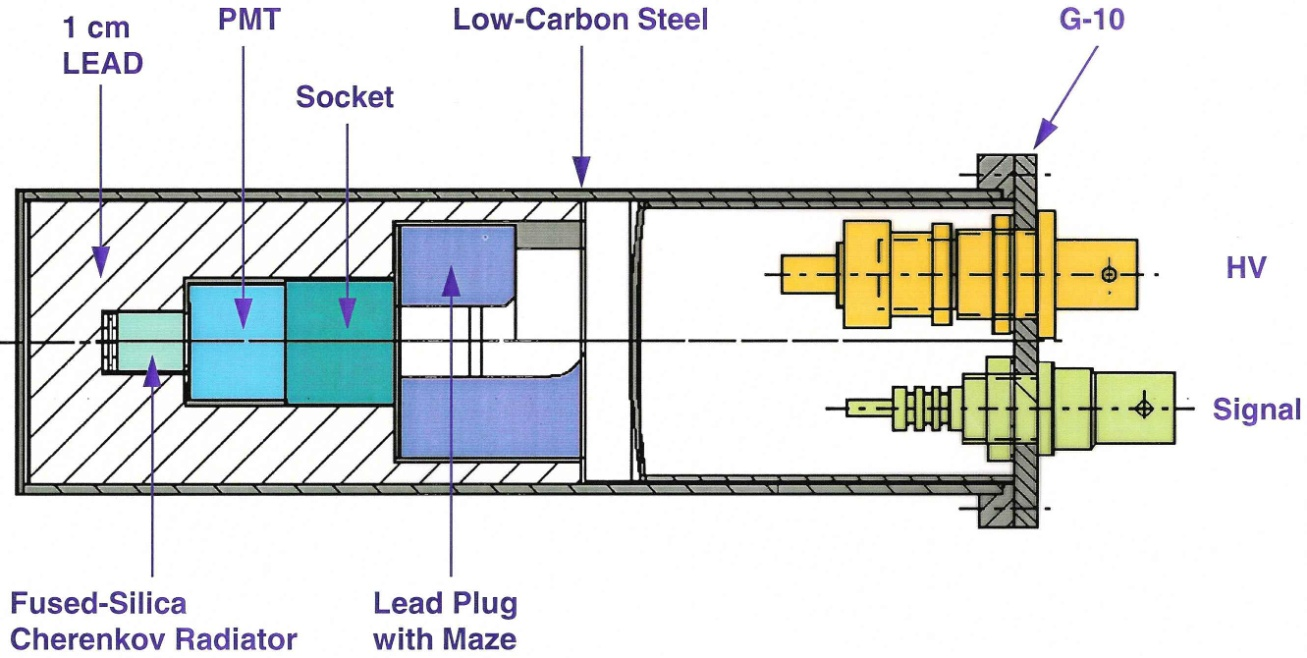 1 cm
LEAD
PMT
Socket
Low-Carbon Steel
G-10
HV
Signal
Fused-Silica
Cherenkov Radiator
Lead Plug
with Maze